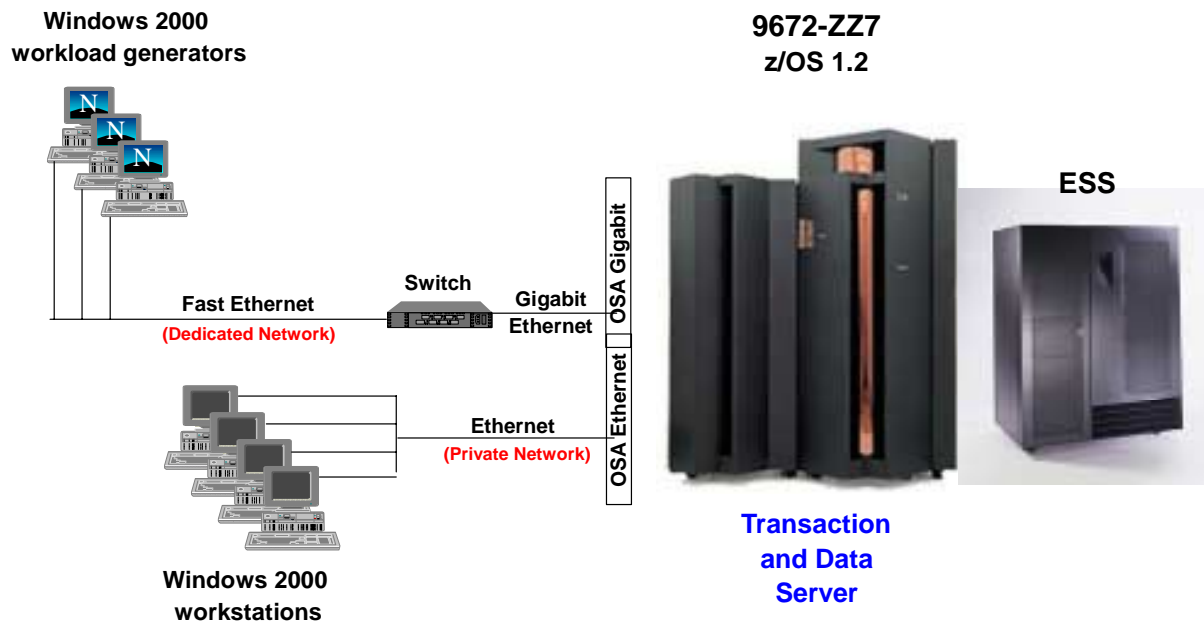 Windows 2000
workload generators
N
N
N
9672-ZZ7
z/OS 1.2
ESS
OSA Gigabit
Switch
Fast Ethernet
(Dedicated Network)
Gigabit
Ethernet
OSA Ethernet
Ethernet
(Private Network)
Windows 2000
workstations
Transaction
and Data
Server